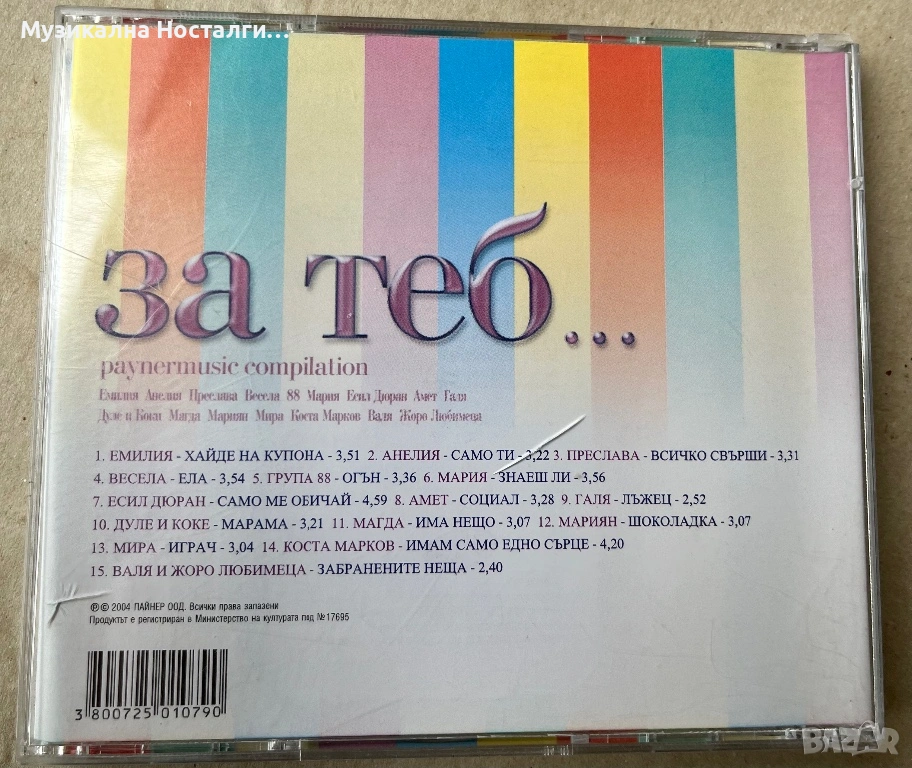 Музикална Носталги...
за теб...
paynermusic compilation
Емилия Анелия Преслава Весела 88 Мария Есил Дюран Амет Галя
Дуле и Коки Магда Мариян Мира Коста Марков Валя Жоро Любимеца
1. ЕМИЛИЯ - ХАЙДЕ НА КУПОНА - 3,51 2. АНЕЛИЯ - САМО ТИ - 3,22 3. ПРЕСЛАВА - ВСИЧКО СВЪРШИ - 3,31
4. ВЕСЕЛА - ЕЛА - 3,54 5. ГРУПА 88 - ОГЪН - 3,36 6. МАРИЯ - ЗНАЕШ ЛИ - 3,56
7. ЕСИЛ ДЮРАН - САМО МЕ ОБИЧАЙ - 4,59 8. АМЕТ - СОЦИАЛ - 3,28 9. ГАЛЯ - ЛЪЖЕЦ - 2,52
10. ДУЛЕ И КОКЕ - МАРАМА - 3,21 11. МАГДА - ИМА НЕЩО - 3,07 12. МАРИЯН - ШОКОЛАДКА - 3,07
13. МИРА - ИГРАЧ - 3,04 14. КОСТА МАРКОВ - ИМАМ САМО ЕДНО СЪРЦЕ - 4,20
15. ВАЛЯ И ЖОРО ЛЮБИМЕЦА - ЗАБРАНЕНИТЕ НЕЩА - 2,40
℗ © 2004 ПАЙНЕР ООД. Всички права запазени
Продуктът е регистриран в Министерство на културата под №17695
3 800725 010790
BAZAR